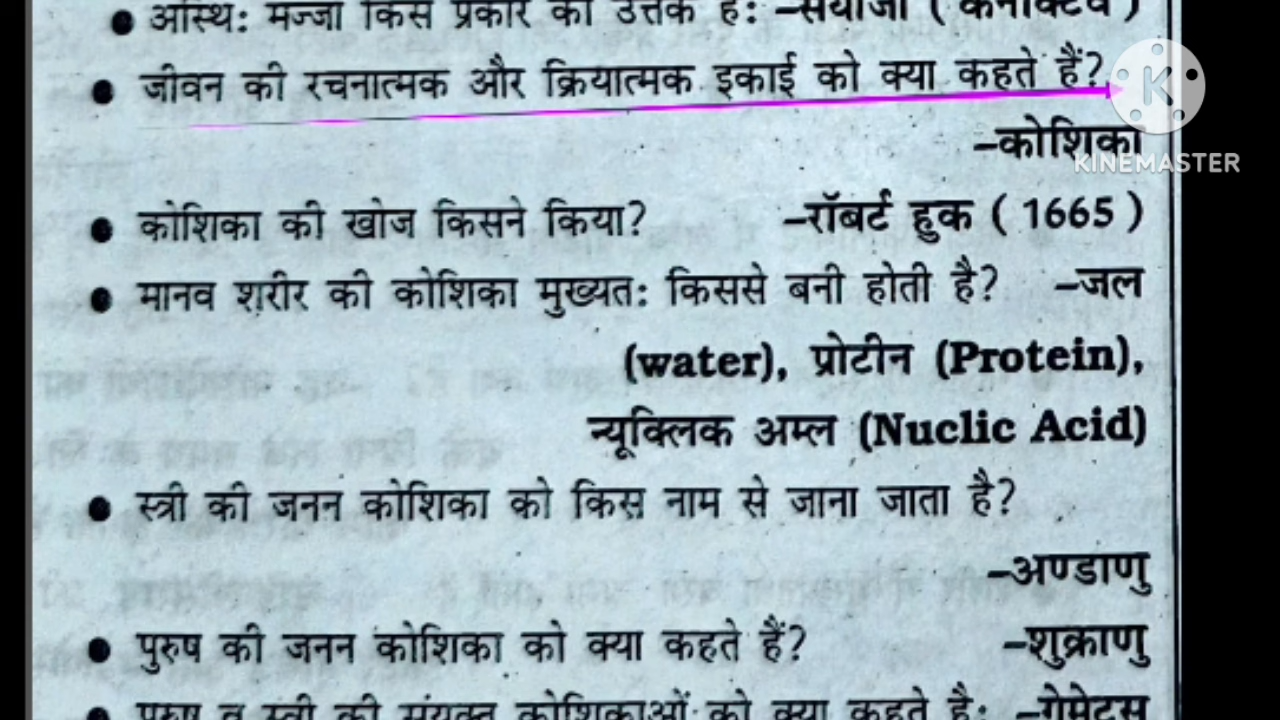 ● अस्थि: मज्जा किस प्रकार का उत्तक है: –संयोजी ( कनेक्टिव )
● जीवन की रचनात्मक और क्रियात्मक इकाई को क्या कहते हैं?
–कोशिका
KINEMASTER
● कोशिका की खोज किसने किया? –रॉबर्ट हुक ( 1665 )
● मानव शरीर की कोशिका मुख्यत: किससे बनी होती है? –जल
(water), प्रोटीन (Protein),
न्यूक्लिक अम्ल (Nuclic Acid)
● स्त्री की जनन कोशिका को किस नाम से जाना जाता है?
–अण्डाणु
● पुरुष की जनन कोशिका को क्या कहते हैं? –शुक्राणु
● पुरुष व स्त्री की संयुक्त कोशिकाओं को क्या कहते है: –गेमेट्स